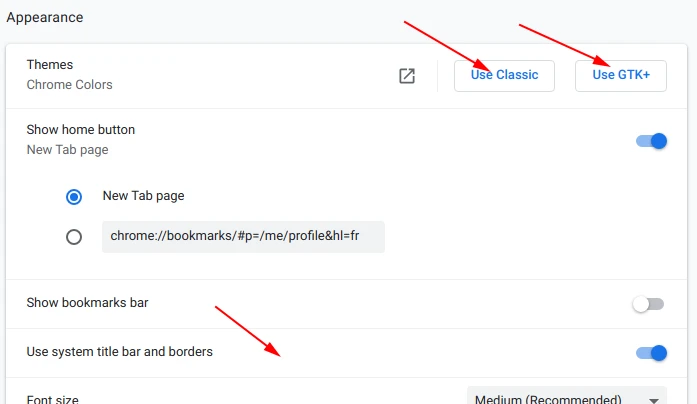 Appearance
Themes
Chrome Colors
Use Classic
Use GTK+
Show home button
New Tab page
New Tab page
chrome://bookmarks/#p=/me/profile&hl=fr
Show bookmarks bar
Use system title bar and borders
Font size
Medium (Recommended)